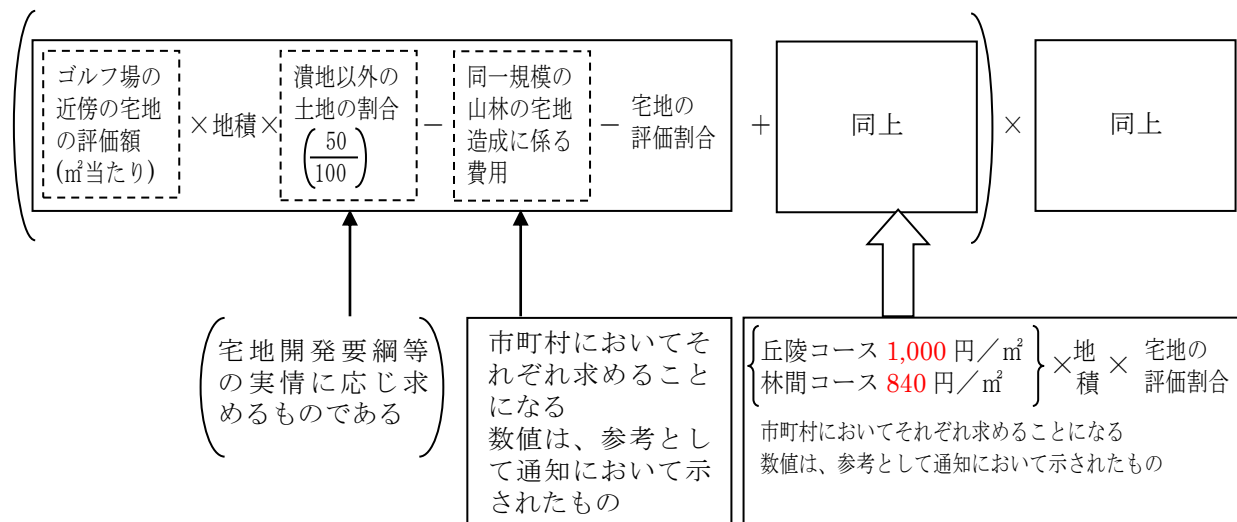 ゴルフ場の
近傍の宅地
の評価額
(㎡当たり)
×地積×
潰地以外の
土地の割合
(50/100)
－
同一規模の
山林の宅地
造成に係る
費用
－
宅地の
評価割合
＋
同上
×
同上
宅地開発要綱等
の実情に応じ求
めるものである
市町村においてそ
れぞれ求めること
になる
数値は、参考とし
て通知において示
されたもの
丘陵コース 1,000 円／㎡
林間コース 840 円／㎡
×地積×
宅地の
評価割合
市町村においてそれぞれ求めることになる
数値は、参考として通知において示されたもの